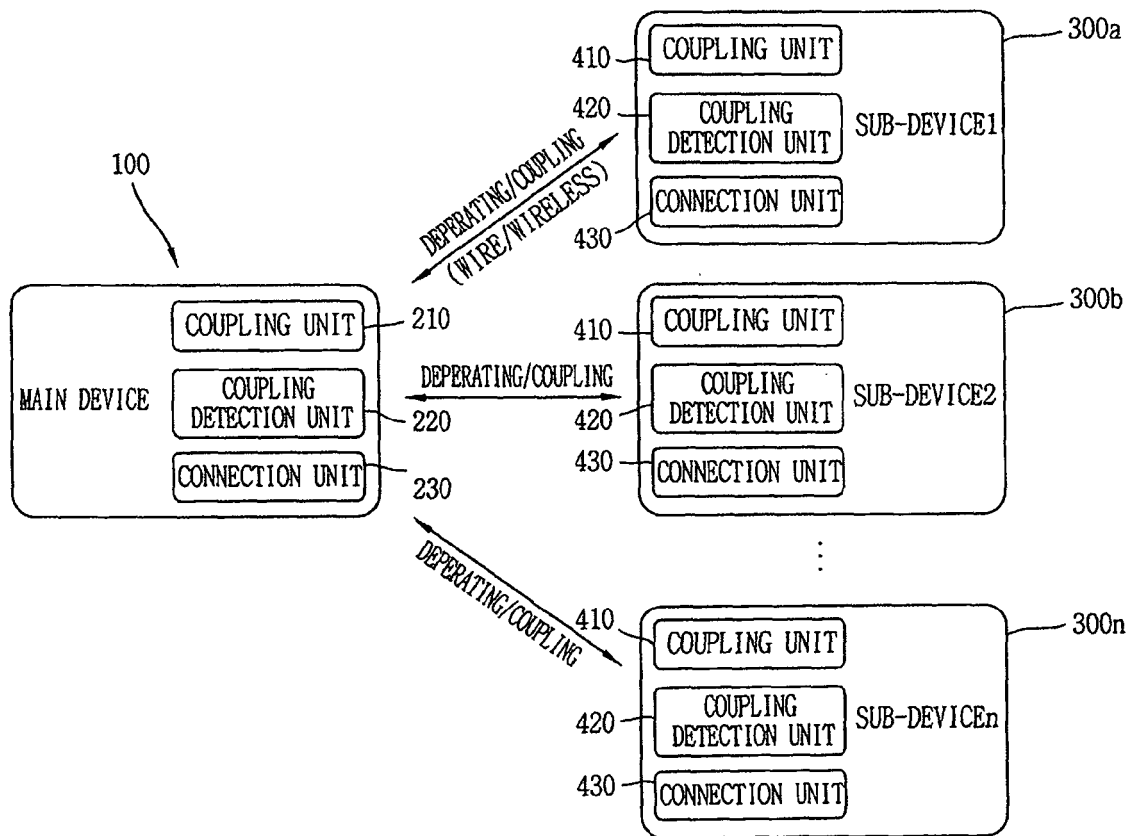 100
MAIN DEVICE
COUPLING UNIT
210
COUPLING
DETECTION UNIT
220
CONNECTION UNIT
230
DEPERATING/COUPLING
(WIRE/WIRELESS)
DEPERATING/COUPLING
DEPERATING/COUPLING
300a
410
COUPLING UNIT
420
COUPLING
DETECTION UNIT
SUB-DEVICE1
430
CONNECTION UNIT
300b
410
COUPLING UNIT
420
COUPLING
DETECTION UNIT
SUB-DEVICE2
430
CONNECTION UNIT
300n
410
COUPLING UNIT
420
COUPLING
DETECTION UNIT
SUB-DEVICEn
430
CONNECTION UNIT